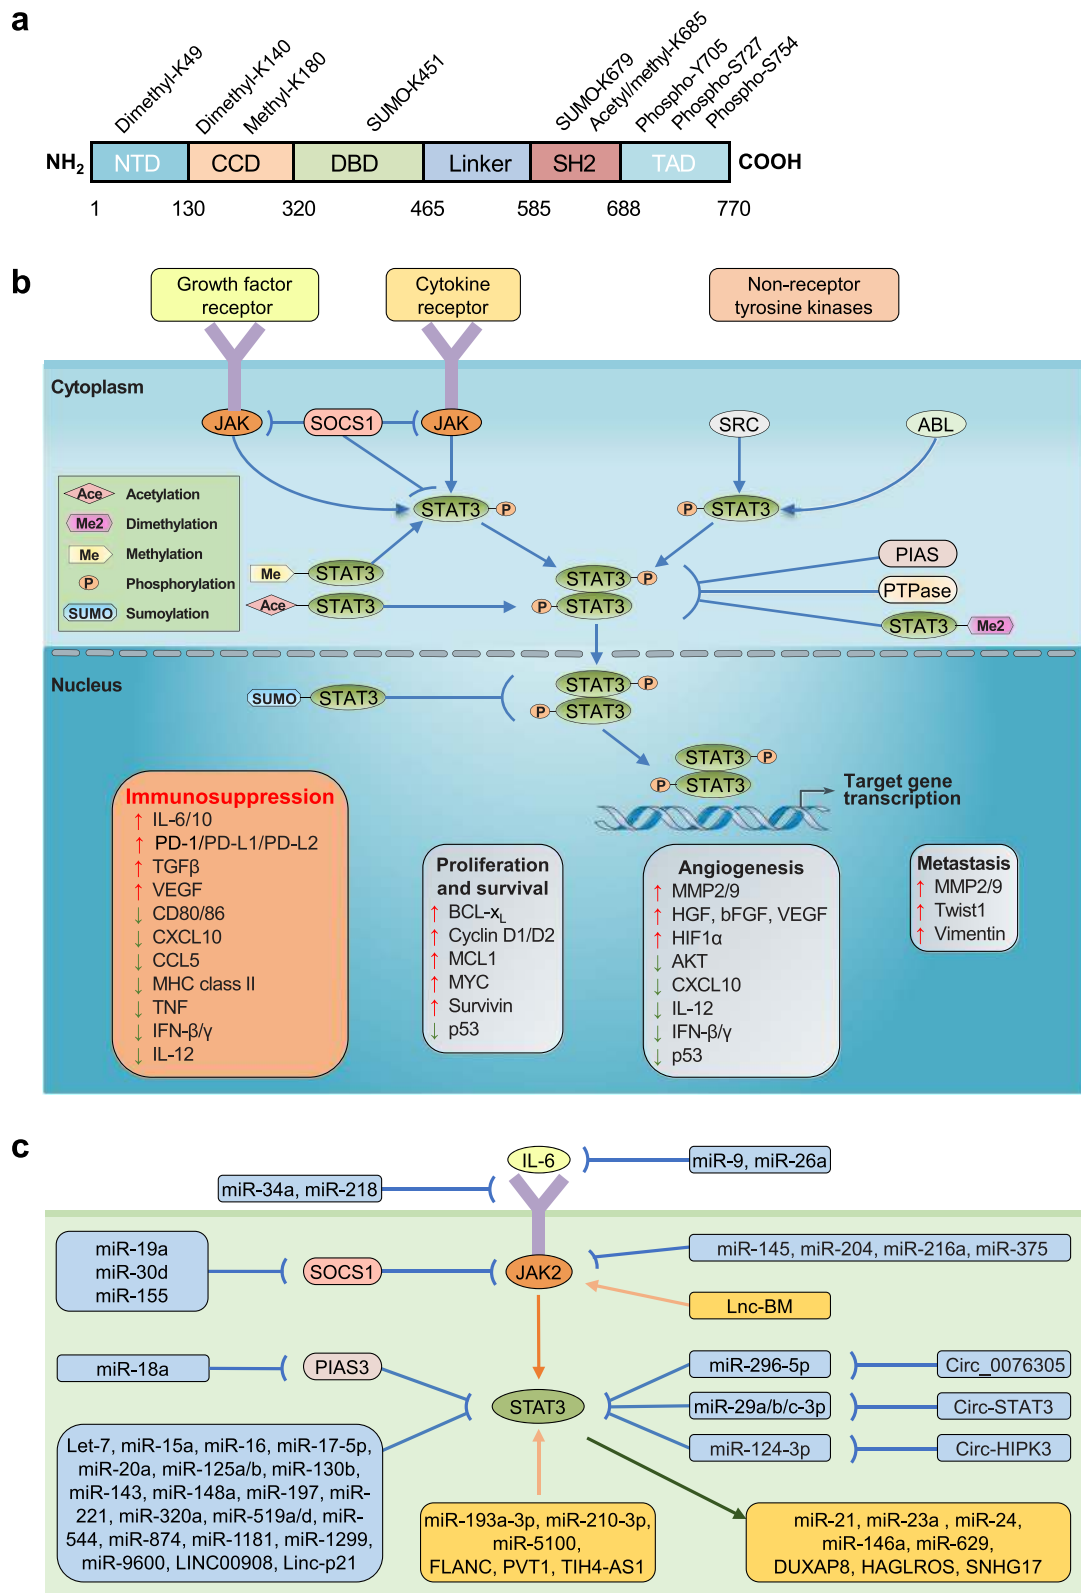 a
Dimethyl-K49
Dimethyl-K140
Methyl-K180
SUMO-K451
SUMO-K679
Acetyl/methyl-K685
Phospho-Y705
Phospho-S727
Phospho-S754
NH2 NTD CCD DBD Linker SH2 TAD COOH
1 130 320 465 585 688 770
b
Growth factor
receptor
Cytokine
receptor
Non-receptor
tyrosine kinases
Cytoplasm
JAK SOCS1 JAK SRC ABL
Ace Acetylation
Me2 Dimethylation
Me Methylation
P Phosphorylation
SUMO Sumoylation
STAT3 P
P STAT3
Me STAT3
Ace STAT3
STAT3 P
P STAT3
PIAS
PTPase
STAT3 Me2
Nucleus
SUMO STAT3
STAT3 P
P STAT3
STAT3 P
P STAT3
Target gene
transcription
Immunosuppression
↑ IL-6/10
↑ PD-1/PD-L1/PD-L2
↑ TGFβ
↑ VEGF
↓ CD80/86
↓ CXCL10
↓ CCL5
↓ MHC class II
↓ TNF
↓ IFN-β/γ
↓ IL-12
Proliferation
and survival
↑ BCL-xL
↑ Cyclin D1/D2
↑ MCL1
↑ MYC
↑ Survivin
↓ p53
Angiogenesis
↑ MMP2/9
↑ HGF, bFGF, VEGF
↑ HIF1α
↓ AKT
↓ CXCL10
↓ IL-12
↓ IFN-β/γ
↓ p53
Metastasis
↑ MMP2/9
↑ Twist1
↑ Vimentin
c
IL-6
miR-9, miR-26a
miR-34a, miR-218
miR-19a
miR-30d
miR-155
SOCS1
JAK2
miR-145, miR-204, miR-216a, miR-375
Lnc-BM
miR-18a
PIAS3
STAT3
miR-296-5p
Circ_0076305
miR-29a/b/c-3p
Circ-STAT3
miR-124-3p
Circ-HIPK3
Let-7, miR-15a, miR-16, miR-17-5p,
miR-20a, miR-125a/b, miR-130b,
miR-143, miR-148a, miR-197, miR-
221, miR-320a, miR-519a/d, miR-
544, miR-874, miR-1181, miR-1299,
miR-9600, LINC00908, Linc-p21
miR-193a-3p, miR-210-3p,
miR-5100,
FLANC, PVT1, TIH4-AS1
miR-21, miR-23a , miR-24,
miR-146a, miR-629,
DUXAP8, HAGLROS, SNHG17